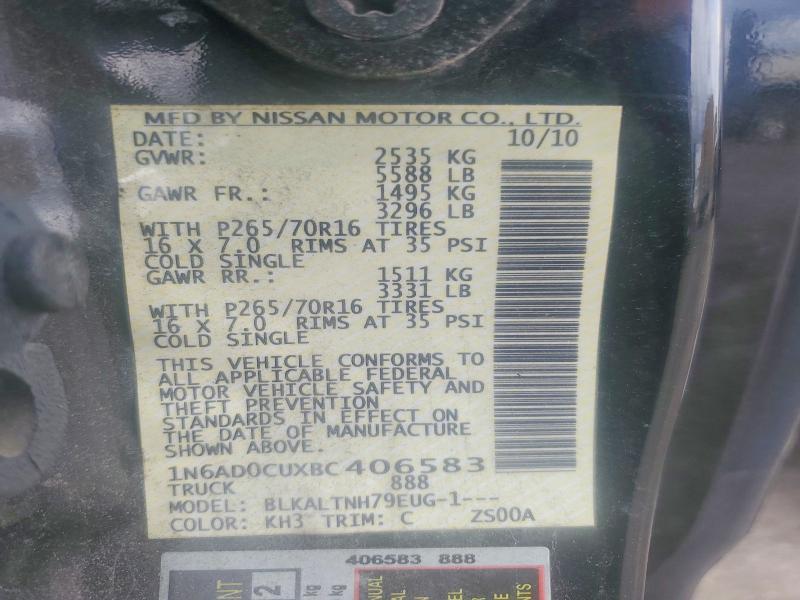 MFD BY NISSAN MOTOR CO., LTD.
DATE: 10/10
GVWR: 2535 KG
5588 LB
GAWR FR.: 1495 KG
3296 LB
WITH P265/70R16 TIRES
16 X 7.0 RIMS AT 35 PSI
COLD SINGLE
GAWR RR.: 1511 KG
3331 LB
WITH P265/70R16 TIRES
16 X 7.0 RIMS AT 35 PSI
COLD SINGLE
THIS VEHICLE CONFORMS TO
ALL APPLICABLE FEDERAL
MOTOR VEHICLE SAFETY AND
THEFT PREVENTION
STANDARDS IN EFFECT ON
THE DATE OF MANUFACTURE
SHOWN ABOVE.
1N6AD0CUXBC406583
TRUCK 888
MODEL: BLKALTNH79EUG-1---
COLOR: KH3 TRIM: C ZS00A
406583 888
2
kg
kg